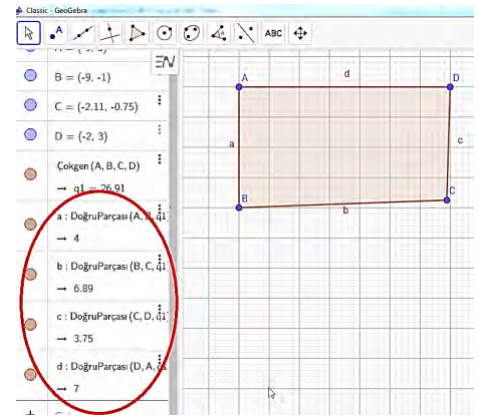 Classic - GeoGebra
ABC
B = (-9, -1)
C = (-2.11, -0.75)
D = (-2, 3)
Çokgen (A, B, C, D)
→ q1 = 26.91
a : DoğruParçası (A, B, q1
→ 4
b : DoğruParçası (B, C, q1
→ 6.89
c : DoğruParçası (C, D, q1
→ 3.75
d : DoğruParçası (D, A, q1
→ 7
A
d
D
a
c
B
b
C